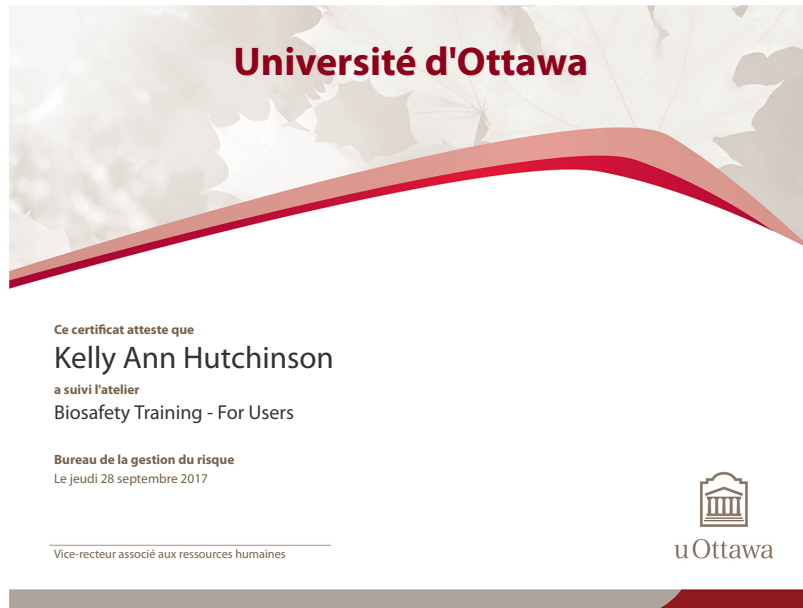 Université d'Ottawa
Ce certificat atteste que
Kelly Ann Hutchinson
a suivi l'atelier
Biosafety Training - For Users
Bureau de la gestion du risque
Le jeudi 28 septembre 2017
Vice-recteur associé aux ressources humaines
uOttawa